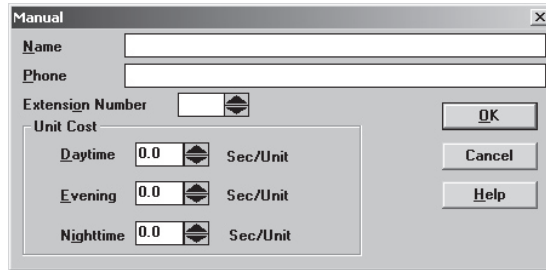 Manual
Name
Phone
Extension Number
Unit Cost
Daytime 0.0 Sec/Unit
Evening 0.0 Sec/Unit
Nighttime 0.0 Sec/Unit
OK
Cancel
Help